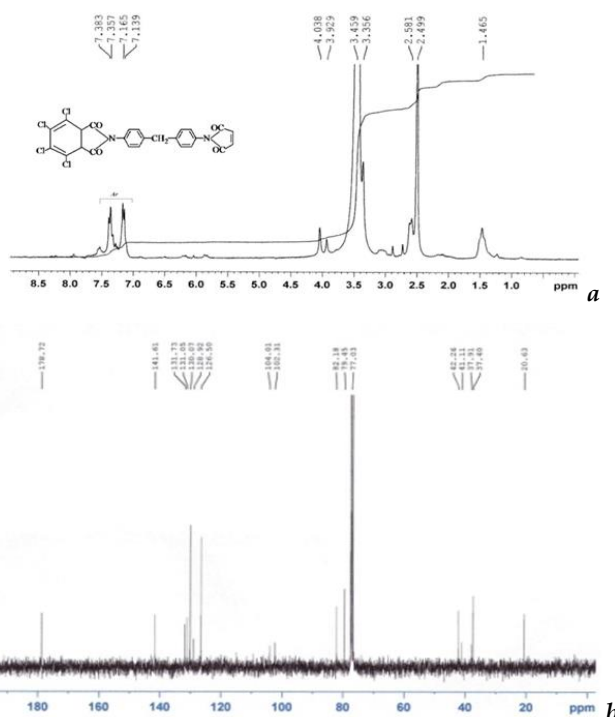 7.383 7.357 7.165 7.139 4.038 3.929 3.459 3.356 2.581 2.499 1.465
Cl
Cl CO OC
N CH2 N
Cl CO OC
Cl
Ar
8.5 8.0 7.5 7.0 6.5 6.0 5.5 5.0 4.5 4.0 3.5 3.0 2.5 2.0 1.5 1.0 ppm
a
178.72 141.61 131.73 131.05 130.07 128.92 126.50 104.01 102.31 82.18 79.45 77.03 42.26 41.11 37.91 37.40 20.63
180 160 140 120 100 80 60 40 20 ppm
b